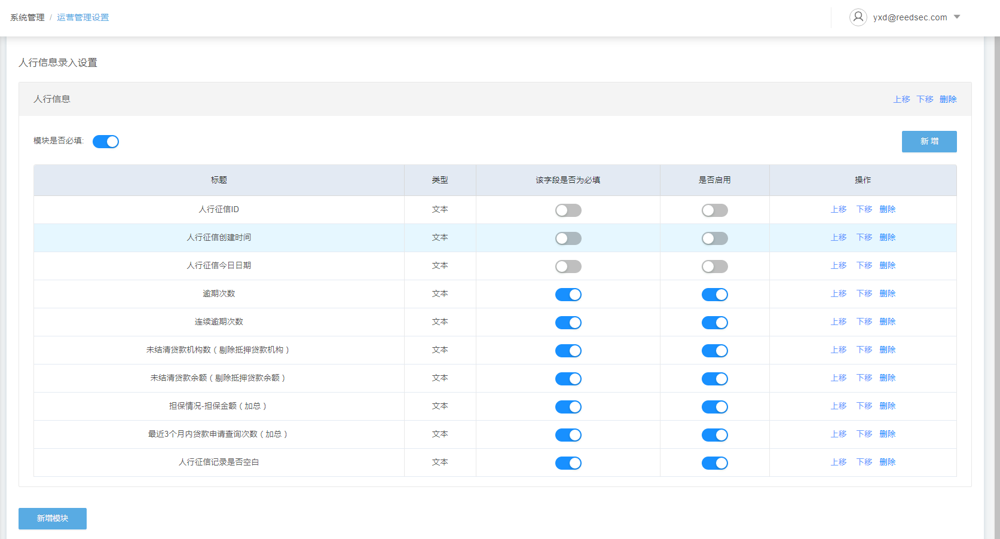 系统管理 / 运营管理设置
yxd@reedsec.com
人行信息录入设置
人行信息 上移 下移 删除
模块是否必填: 新 增
标题 类型 该字段是否为必填 是否启用 操作
人行征信ID 文本 上移 下移 删除
人行征信创建时间 文本 上移 下移 删除
人行征信今日日期 文本 上移 下移 删除
逾期次数 文本 上移 下移 删除
连续逾期次数 文本 上移 下移 删除
未结清贷款机构数（剔除抵押贷款机构） 文本 上移 下移 删除
未结清贷款余额（剔除抵押贷款余额） 文本 上移 下移 删除
担保情况-担保金额（加总） 文本 上移 下移 删除
最近3个月内贷款申请查询次数（加总） 文本 上移 下移 删除
人行征信记录是否空白 文本 上移 下移 删除
新增模块